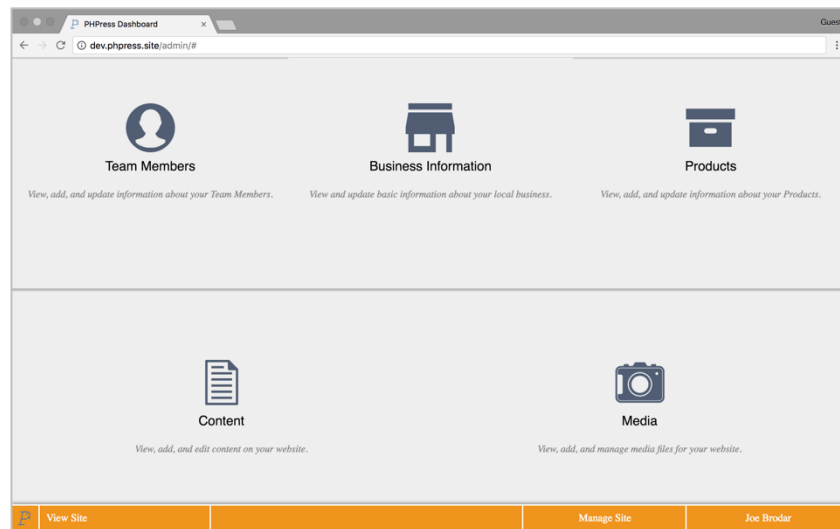 PHPress Dashboard
Guest
dev.phpress.site/admin/#
Team Members
Business Information
Products
View, add, and update information about your Team Members.
View and update basic information about your local business.
View, add, and update information about your Products.
Content
Media
View, add, and edit content on your website.
View, add, and manage media files for your website.
View Site
Manage Site
Joe Brodar